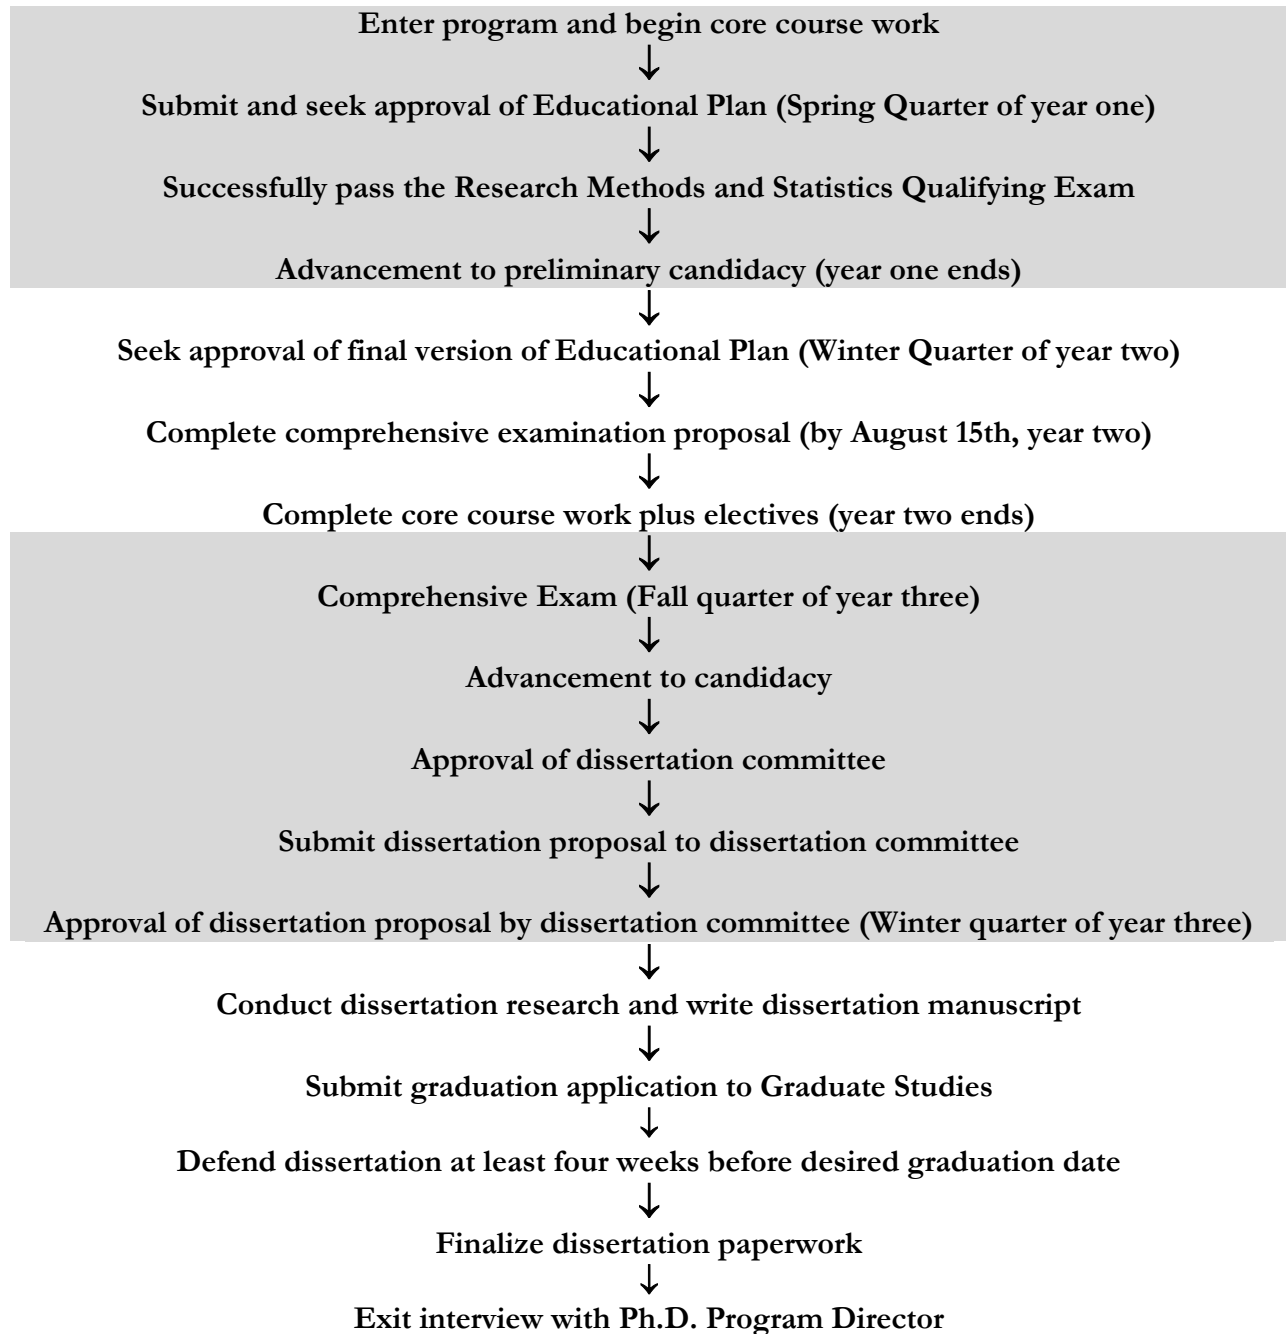 Enter program and begin core course work
Submit and seek approval of Educational Plan (Spring Quarter of year one)
Successfully pass the Research Methods and Statistics Qualifying Exam
Advancement to preliminary candidacy (year one ends)
Seek approval of final version of Educational Plan (Winter Quarter of year two)
Complete comprehensive examination proposal (by August 15th, year two)
Complete core course work plus electives (year two ends)
Comprehensive Exam (Fall quarter of year three)
Advancement to candidacy
Approval of dissertation committee
Submit dissertation proposal to dissertation committee
Approval of dissertation proposal by dissertation committee (Winter quarter of year three)
Conduct dissertation research and write dissertation manuscript
Submit graduation application to Graduate Studies
Defend dissertation at least four weeks before desired graduation date
Finalize dissertation paperwork
Exit interview with Ph.D. Program Director